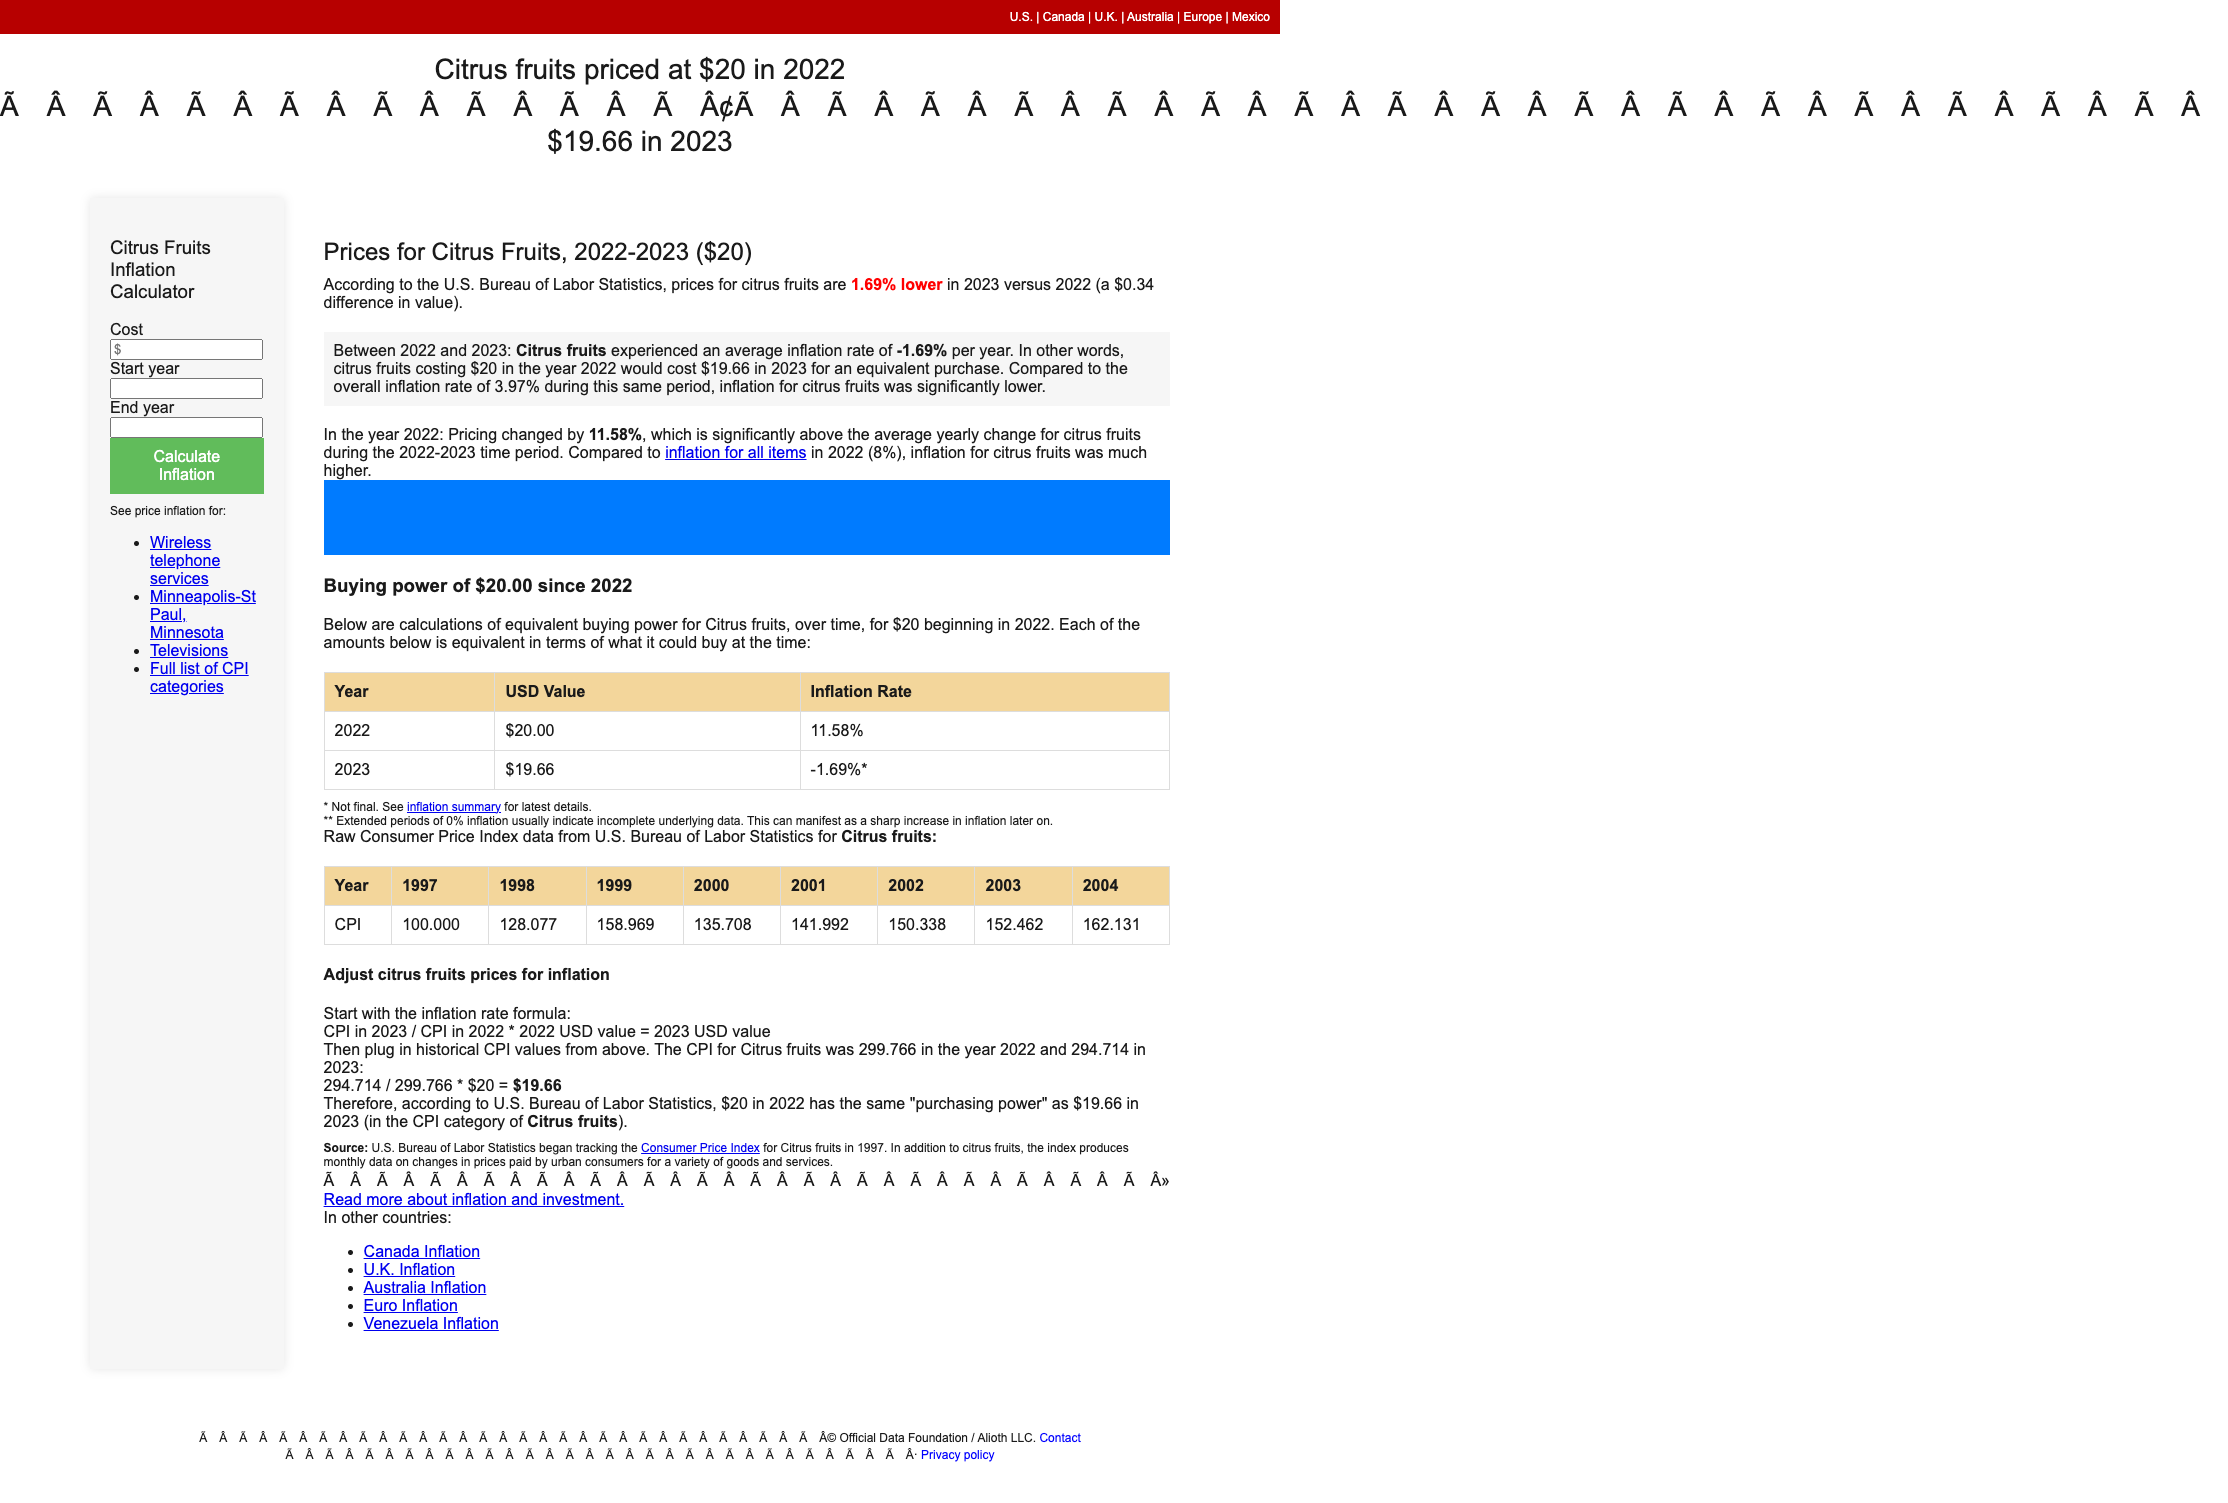 U.S. | Canada | U.K. | Australia | Europe | Mexico
Citrus fruits priced at $20 in 2022
Ã Â Ã Â Ã Â Ã Â Ã Â Ã Â Ã Â Ã Â¢Ã Â Ã Â Ã Â Ã Â Ã Â Ã Â Ã Â Ã Â Ã Â Ã Â Ã Â Ã Â Ã Â Ã Â Ã Â Ã Â
$19.66 in 2023
Citrus Fruits
Inflation
Calculator
Cost
$
Start year
End year
Calculate
Inflation
See price inflation for:
• Wireless
telephone
services
• Minneapolis-St
Paul,
Minnesota
• Televisions
• Full list of CPI
categories
Prices for Citrus Fruits, 2022-2023 ($20)
According to the U.S. Bureau of Labor Statistics, prices for citrus fruits are 1.69% lower in 2023 versus 2022 (a $0.34
difference in value).
Between 2022 and 2023: Citrus fruits experienced an average inflation rate of -1.69% per year. In other words,
citrus fruits costing $20 in the year 2022 would cost $19.66 in 2023 for an equivalent purchase. Compared to the
overall inflation rate of 3.97% during this same period, inflation for citrus fruits was significantly lower.
In the year 2022: Pricing changed by 11.58%, which is significantly above the average yearly change for citrus fruits
during the 2022-2023 time period. Compared to inflation for all items in 2022 (8%), inflation for citrus fruits was much
higher.
Buying power of $20.00 since 2022
Below are calculations of equivalent buying power for Citrus fruits, over time, for $20 beginning in 2022. Each of the
amounts below is equivalent in terms of what it could buy at the time:
Year USD Value Inflation Rate
2022 $20.00 11.58%
2023 $19.66 -1.69%*
* Not final. See inflation summary for latest details.
** Extended periods of 0% inflation usually indicate incomplete underlying data. This can manifest as a sharp increase in inflation later on.
Raw Consumer Price Index data from U.S. Bureau of Labor Statistics for Citrus fruits:
Year 1997 1998 1999 2000 2001 2002 2003 2004
CPI 100.000 128.077 158.969 135.708 141.992 150.338 152.462 162.131
Adjust citrus fruits prices for inflation
Start with the inflation rate formula:
CPI in 2023 / CPI in 2022 * 2022 USD value = 2023 USD value
Then plug in historical CPI values from above. The CPI for Citrus fruits was 299.766 in the year 2022 and 294.714 in
2023:
294.714 / 299.766 * $20 = $19.66
Therefore, according to U.S. Bureau of Labor Statistics, $20 in 2022 has the same "purchasing power" as $19.66 in
2023 (in the CPI category of Citrus fruits).
Source: U.S. Bureau of Labor Statistics began tracking the Consumer Price Index for Citrus fruits in 1997. In addition to citrus fruits, the index produces
monthly data on changes in prices paid by urban consumers for a variety of goods and services.
Ã Â Ã Â Ã Â Ã Â Ã Â Ã Â Ã Â Ã Â Ã Â Ã Â Ã Â Ã Â Ã Â Ã Â Ã Â Ã Â»
Read more about inflation and investment.
In other countries:
• Canada Inflation
• U.K. Inflation
• Australia Inflation
• Euro Inflation
• Venezuela Inflation
Ã Â Ã Â Ã Â Ã Â Ã Â Ã Â Ã Â Ã Â Ã Â Ã Â Ã Â Ã Â Ã Â Ã Â Ã Â Ã Â© Official Data Foundation / Alioth LLC. Contact
Ã Â Ã Â Ã Â Ã Â Ã Â Ã Â Ã Â Ã Â Ã Â Ã Â Ã Â Ã Â Ã Â Ã Â Ã Â Ã Â· Privacy policy